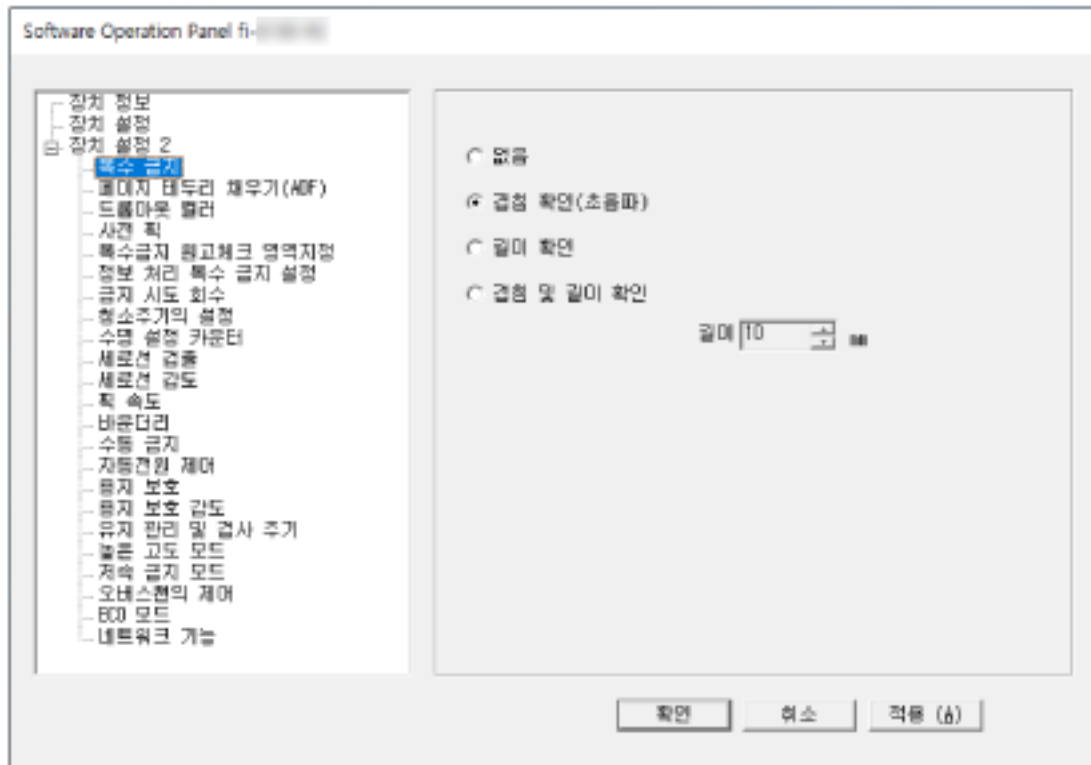 Software Operation Panel fi-
장치 정보
장치 설정
장치 설정 2
복수 급지
페이지 테두리 채우기(ADF)
드롭아웃 컬러
사전 픽
복수급지 원고체크 영역지정
정보 처리 복수 급지 설정
급지 시도 회수
청소주기의 설정
수명 설정 카운터
세로선 검출
세로선 감도
픽 속도
바운더리
수동 급지
자동전원 제어
용지 보호
용지 보호 감도
유지 관리 및 검사 주기
높은 고도 모드
저속 급지 모드
오버스캔의 제어
ECO 모드
네트워크 기능
없음
겹침 확인(초음파)
길이 확인
겹침 및 길이 확인
길이 10 mm
확인 취소 적용 (A)